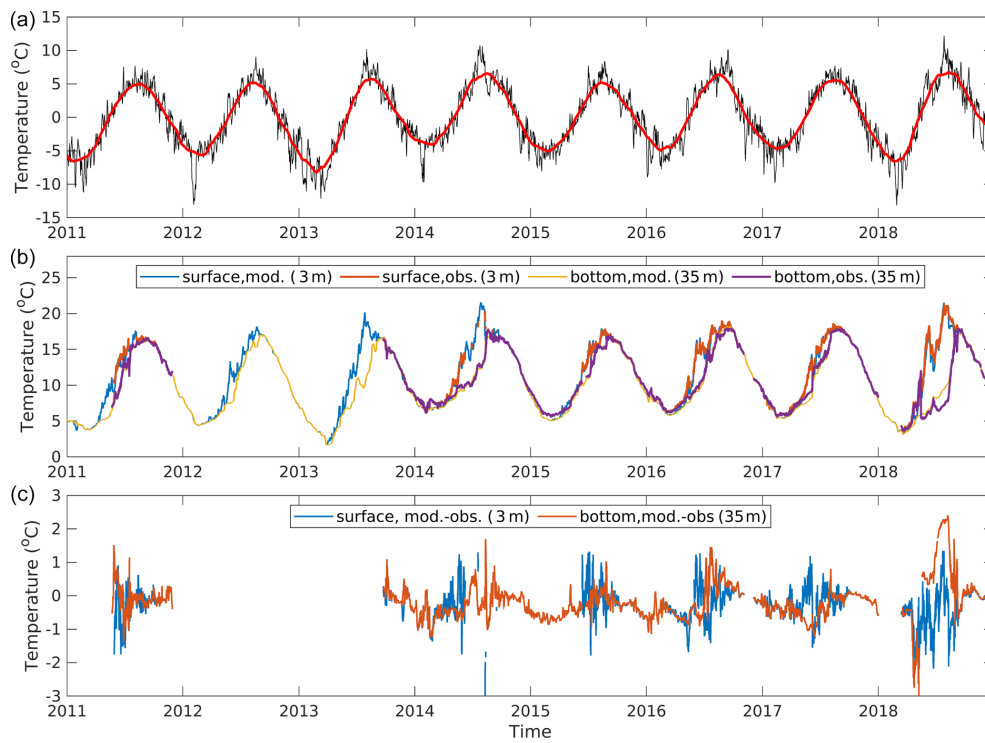 (a)
Temperature (°C)
15
10
5
0
-5
-10
-15
2011 2012 2013 2014 2015 2016 2017 2018
(b)
Temperature (°C)
25
20
15
10
5
0
surface,mod. (3 m) surface,obs. (3 m) bottom,mod. (35 m) bottom,obs. (35 m)
2011 2012 2013 2014 2015 2016 2017 2018
(c)
Temperature (°C)
3
2
1
0
-1
-2
-3
surface, mod.-obs. (3 m) bottom,mod.-obs (35 m)
2011 2012 2013 2014 2015 2016 2017 2018
Time